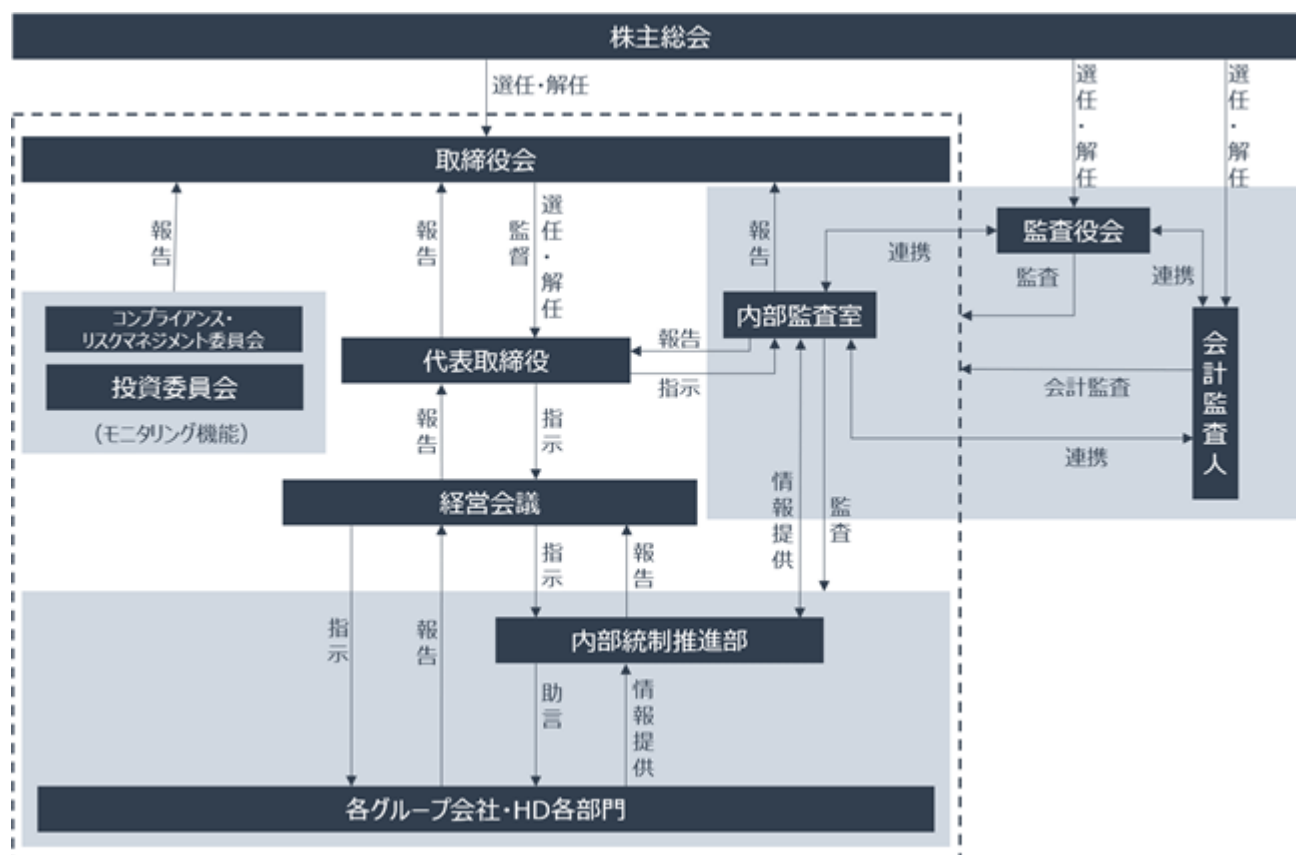 株主総会
選任・解任
選任・解任
選任・解任
取締役会
報告
報告
監督
選任・解任
報告
連携
監査役会
監査
連携
コンプライアンス・
リスクマネジメント委員会
投資委員会
(モニタリング機能)
内部監査室
代表取締役
報告
指示
会計監査人
会計監査
連携
報告
指示
経営会議
情報提供
監査
指示
報告
指示
報告
内部統制推進部
助言
情報提供
各グループ会社・HD各部門